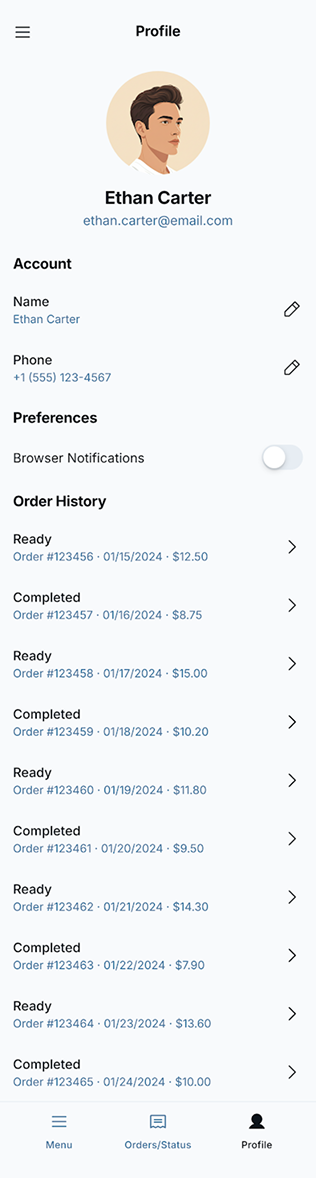 Profile
Ethan Carter
ethan.carter@email.com
Account
Name
Ethan Carter
Phone
+1 (555) 123-4567
Preferences
Browser Notifications
Order History
Ready
Order #123456 · 01/15/2024 · $12.50
Completed
Order #123457 · 01/16/2024 · $8.75
Ready
Order #123458 · 01/17/2024 · $15.00
Completed
Order #123459 · 01/18/2024 · $10.20
Ready
Order #123460 · 01/19/2024 · $11.80
Completed
Order #123461 · 01/20/2024 · $9.50
Ready
Order #123462 · 01/21/2024 · $14.30
Completed
Order #123463 · 01/22/2024 · $7.90
Ready
Order #123464 · 01/23/2024 · $13.60
Completed
Order #123465 · 01/24/2024 · $10.00
Menu Orders/Status Profile